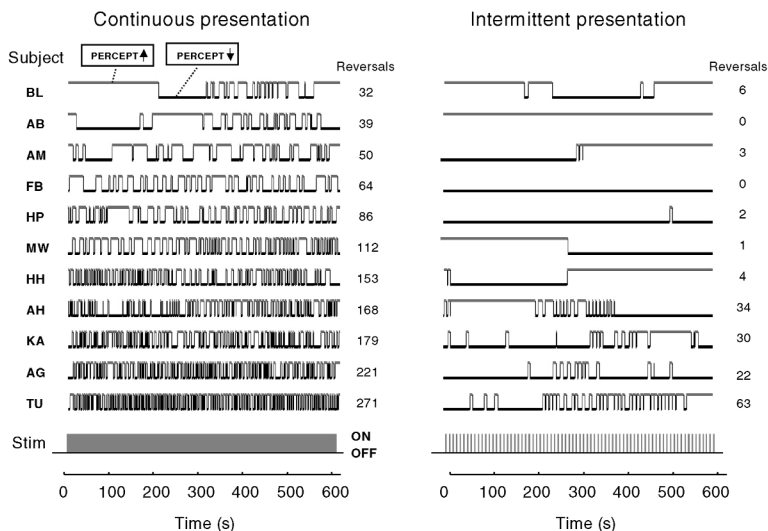 Continuous presentation
Intermittent presentation
Subject
PERCEPT
PERCEPT
Reversals
Reversals
BL 32 6
AB 39 0
AM 50 3
FB 64 0
HP 86 2
MW 112 1
HH 153 4
AH 168 34
KA 179 30
AG 221 22
TU 271 63
Stim
ON
OFF
0 100 200 300 400 500 600
0 100 200 300 400 500 600
Time (s)
Time (s)